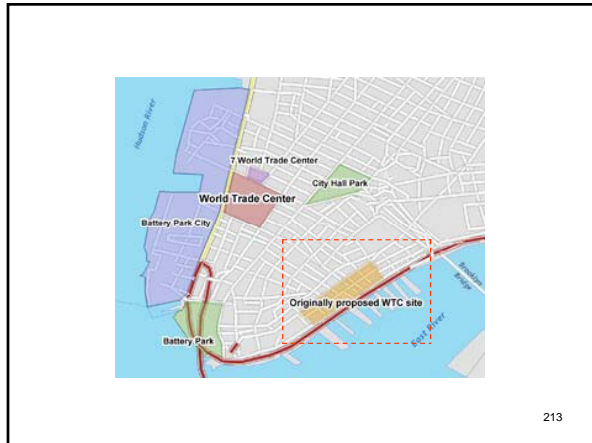 Hudson River
7 World Trade Center
City Hall Park
World Trade Center
Battery Park City
Brooklyn
Bridge
Originally proposed WTC site
East River
Battery Park
213